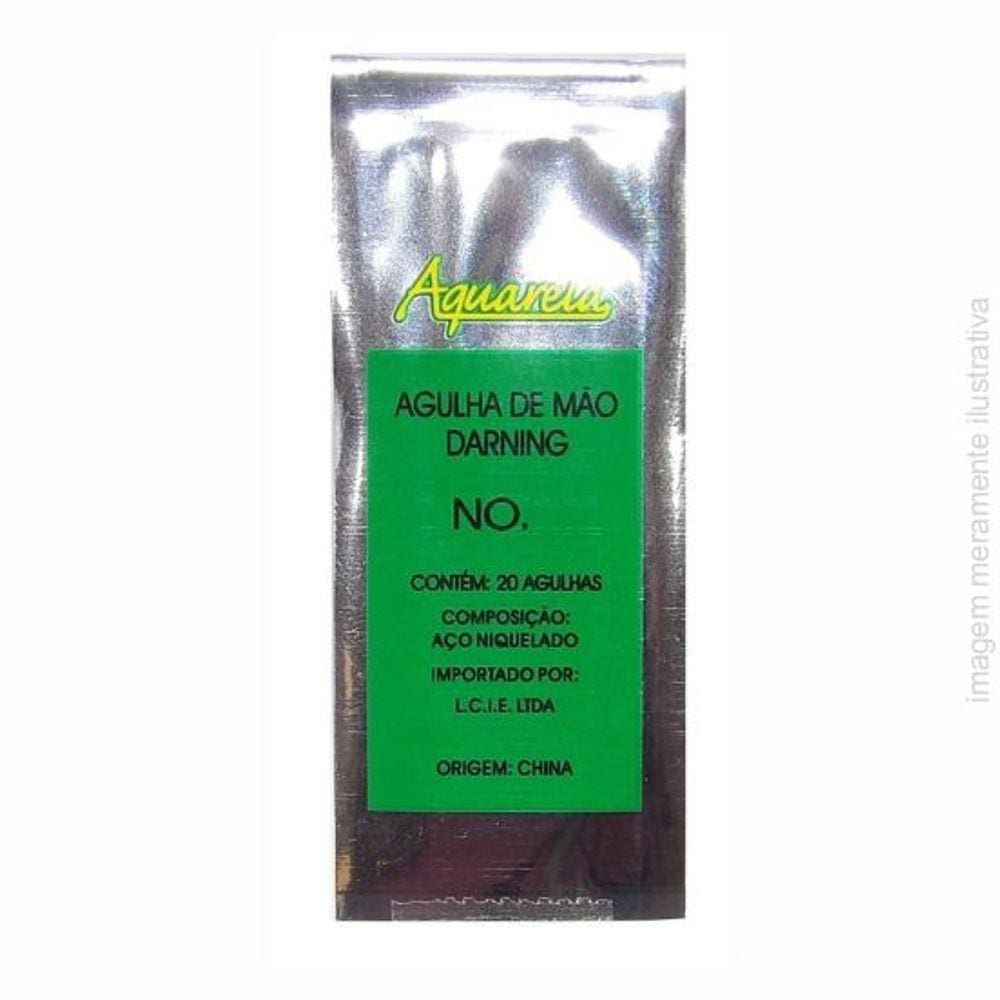 Aquarela
AGULHA DE MÃO
DARNING
NO.
CONTÉM: 20 AGULHAS
COMPOSIÇÃO:
AÇO NIQUELADO
IMPORTADO POR:
L.C.I.E. LTDA
ORIGEM: CHINA
imagem meramente ilustrativa